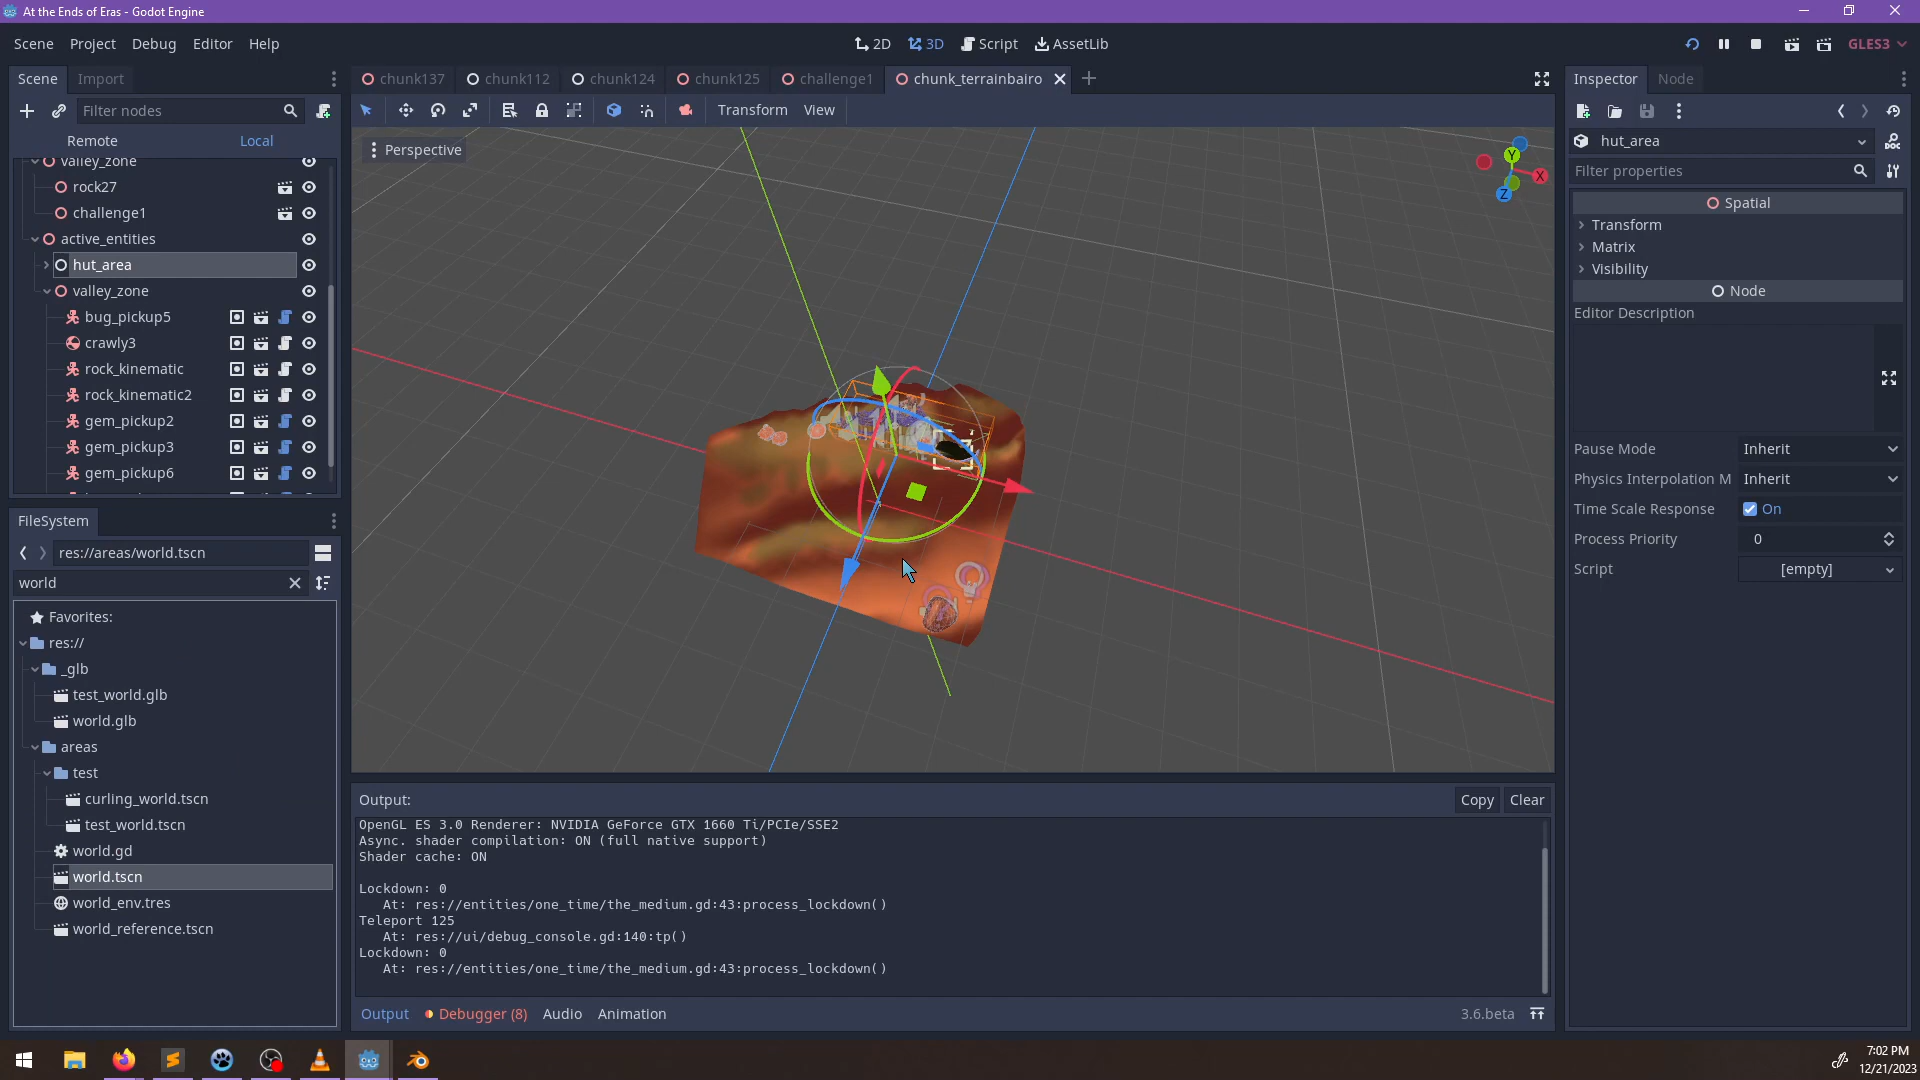 At the Ends of Eras - Godot Engine
Scene Project Debug Editor Help
2D 3D Script AssetLib
GLES3
Scene Import
Filter nodes
Remote Local
valley_zone
rock27
challenge1
active_entities
hut_area
valley_zone
bug_pickup5
crawly3
rock_kinematic
rock_kinematic2
gem_pickup2
gem_pickup3
gem_pickup6
FileSystem
res://areas/world.tscn
world
Favorites:
res://
_glb
test_world.glb
world.glb
areas
test
curling_world.tscn
test_world.tscn
world.gd
world.tscn
world_env.tres
world_reference.tscn
chunk137 chunk112 chunk124 chunk125 challenge1 chunk_terrainbairo
Transform View
Perspective
Y
X
Z
Output:
Copy Clear
OpenGL ES 3.0 Renderer: NVIDIA GeForce GTX 1660 Ti/PCIe/SSE2
Async. shader compilation: ON (full native support)
Shader cache: ON
Lockdown: 0
At: res://entities/one_time/the_medium.gd:43:process_lockdown()
Teleport 125
At: res://ui/debug_console.gd:140:tp()
Lockdown: 0
At: res://entities/one_time/the_medium.gd:43:process_lockdown()
Output Debugger (8) Audio Animation
3.6.beta
Inspector Node
hut_area
Filter properties
Spatial
Transform
Matrix
Visibility
Node
Editor Description
Pause Mode Inherit
Physics Interpolation M Inherit
Time Scale Response On
Process Priority 0
Script [empty]
7:02 PM
12/21/2023